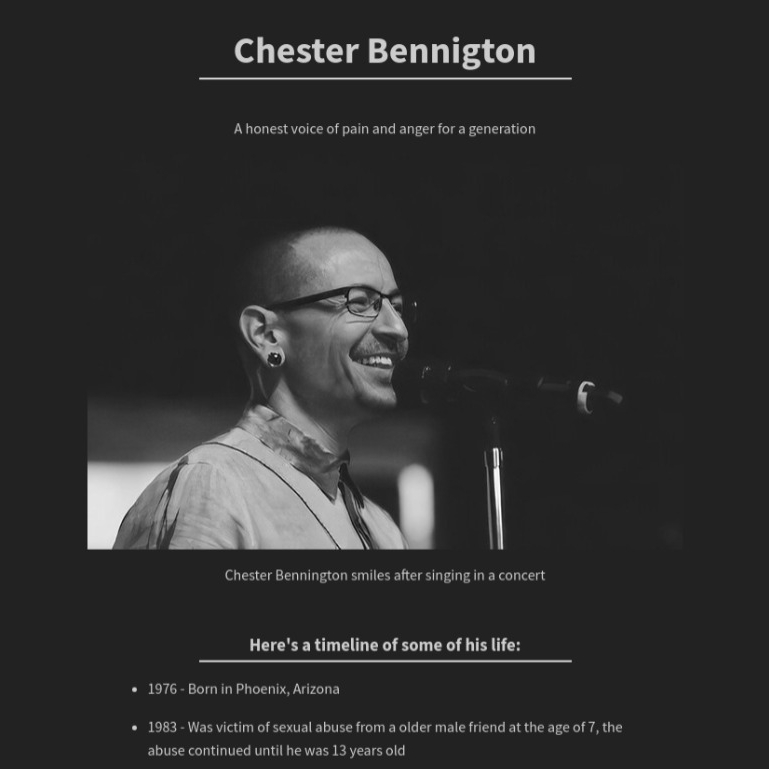 Chester Bennigton
A honest voice of pain and anger for a generation
Chester Bennington smiles after singing in a concert
Here's a timeline of some of his life:
• 1976 - Born in Phoenix, Arizona
• 1983 - Was victim of sexual abuse from a older male friend at the age of 7, the
abuse continued until he was 13 years old